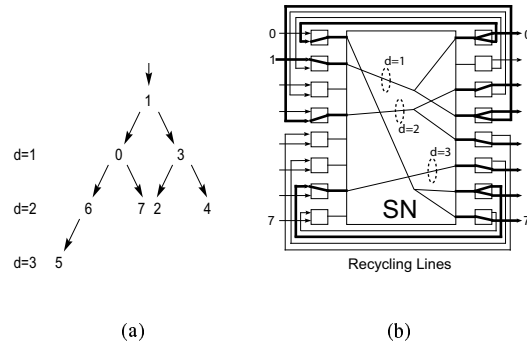 1
d=1 0 3
d=2 6 7 2 4
d=3 5
(a)
0 0
1
d=1
d=2
d=3
SN
7 7
Recycling Lines
(b)